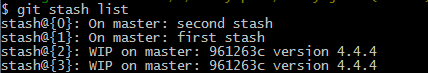 $ git stash list
stash@{0}: On master: second stash
stash@{1}: On master: first stash
stash@{2}: WIP on master: 961263c version 4.4.4
stash@{3}: WIP on master: 961263c version 4.4.4